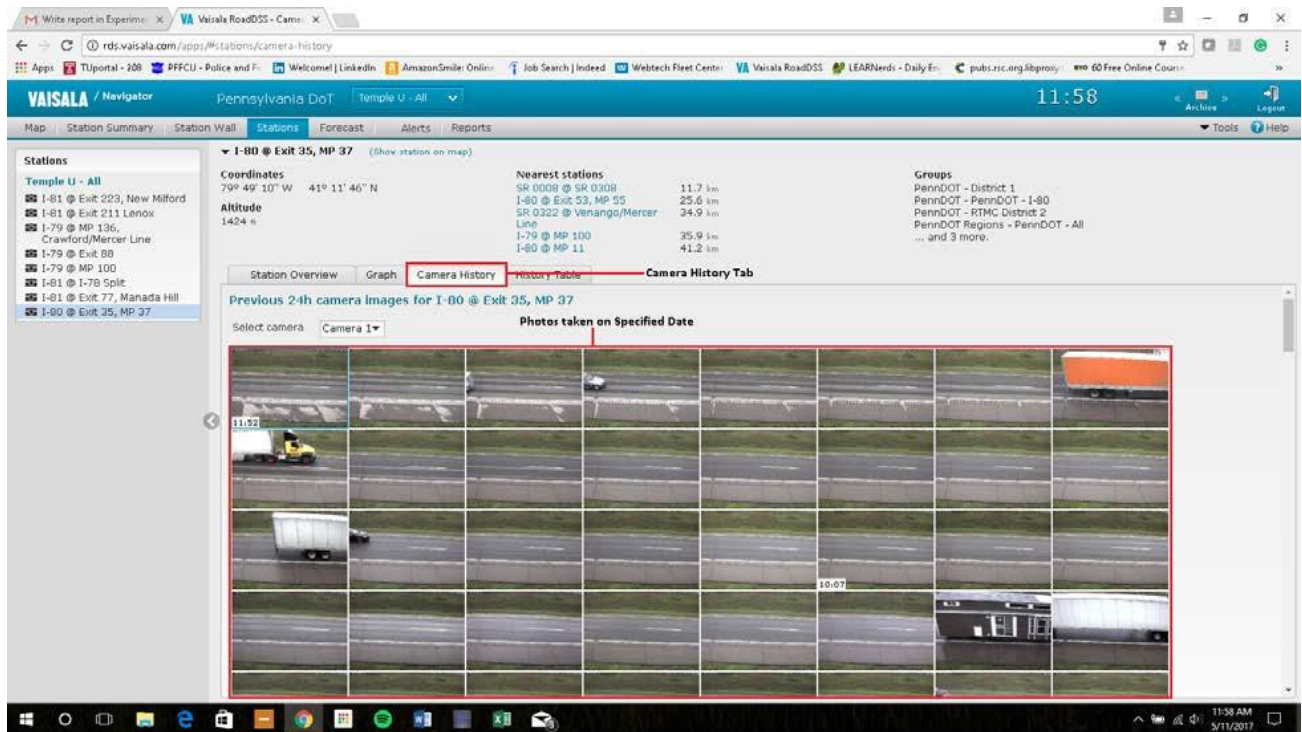 Write report in Experime
VA Vaisala RoadDSS - Came
rds.vaisala.com/apps/#stations/camera-history
Apps TUportal - 208 PFFCU - Police and Fi Welcome! | LinkedIn AmazonSmile: Online Job Search | Indeed Webtech Fleet Center VA Vaisala RoadDSS LEARNerds - Daily En pubs.rsc.org.libproxy 60 Free Online Course
VAISALA / Navigator Pennsylvania DoT Temple U - All 11:58 Archive Logout
Map Station Summary Station Wall Stations Forecast Alerts Reports Tools Help
Stations
Temple U - All
I-81 @ Exit 223, New Milford
I-81 @ Exit 211 Lenox
I-79 @ MP 136,
Crawford/Mercer Line
I-79 @ Exit 88
I-79 @ MP 100
I-81 @ I-78 Split
I-81 @ Exit 77, Manada Hill
I-80 @ Exit 35, MP 37
I-80 @ Exit 35, MP 37 (Show station on map)
Coordinates
79º 49' 10" W 41º 11' 46" N
Altitude
1424 ft
Nearest stations
SR 0008 @ SR 0308 11.7 km
I-80 @ Exit 53, MP 55 25.6 km
SR 0322 @ Venango/Mercer 34.9 km
Line
I-79 @ MP 100 35.9 km
I-80 @ MP 11 41.2 km
Groups
PennDOT - District 1
PennDOT - PennDOT - I-80
PennDOT - RTMC District 2
PennDOT Regions - PennDOT - All
... and 3 more.
Station Overview Graph Camera History History Table Camera History Tab
Previous 24h camera images for I-80 @ Exit 35, MP 37
Select camera Camera 1
Photos taken on Specified Date
11:52
10:07
11:58 AM
5/11/2017